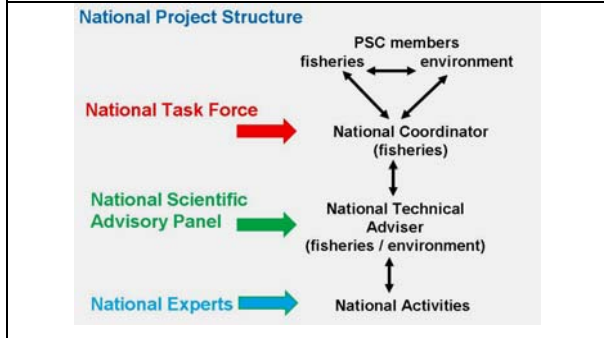 National Project Structure
PSC members
fisheries environment
National Task Force
National Coordinator
(fisheries)
National Scientific
Advisory Panel
National Technical
Adviser
(fisheries / environment)
National Experts
National Activities